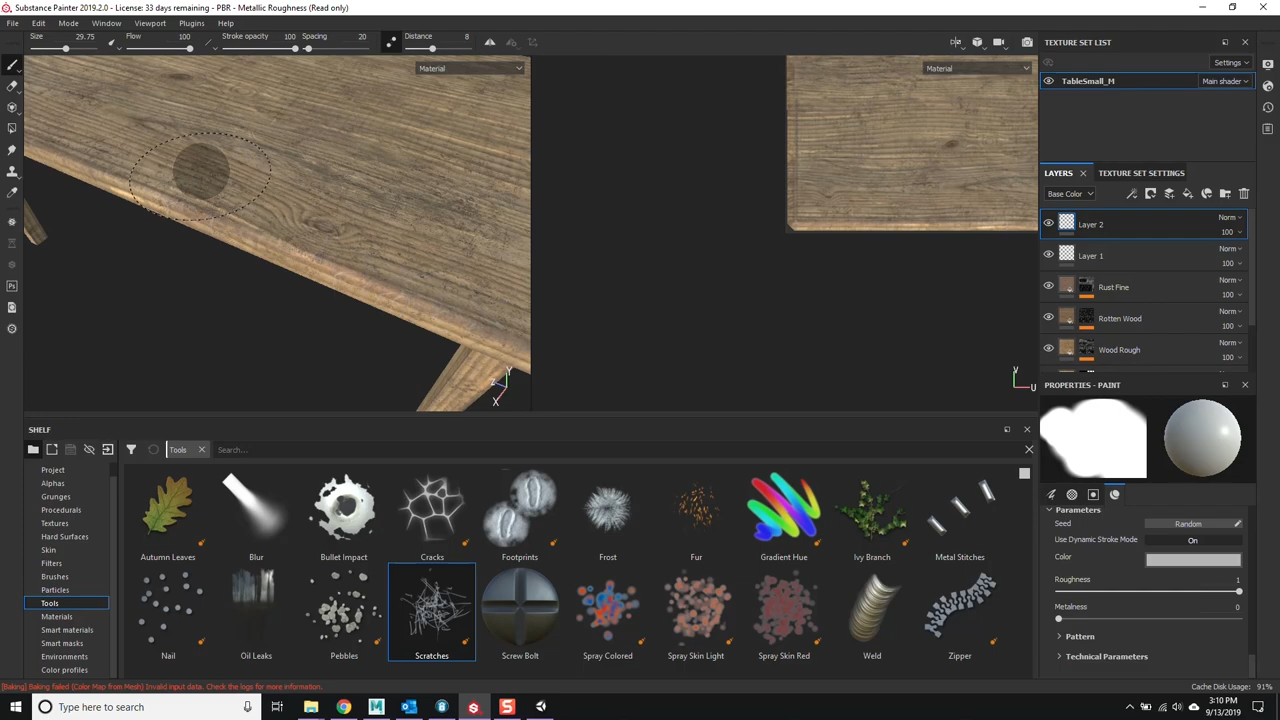 Substance Painter 2019.2.0 - License: 33 days remaining - PBR - Metallic Roughness (Read only)
File Edit Mode Window Viewport Plugins Help
Size 29.75 Flow 100 Stroke opacity 100 Spacing 20 Distance 8
Material
Material
TEXTURE SET LIST
Settings
TableSmall_M Main shader
LAYERS TEXTURE SET SETTINGS
Base Color
Layer 2 Norm 100
Layer 1 Norm 100
Rust Fine Norm 100
Rotten Wood Norm 100
Wood Rough Norm 100
Y
Z
X
V
U
PROPERTIES - PAINT
Parameters
Seed Random
Use Dynamic Stroke Mode On
Color
Roughness 1
Metalness 0
Pattern
Technical Parameters
SHELF
Tools Search...
Project
Alphas
Grunges
Procedurals
Textures
Hard Surfaces
Skin
Filters
Brushes
Particles
Tools
Materials
Smart materials
Smart masks
Environments
Color profiles
Autumn Leaves Blur Bullet Impact Cracks Footprints Frost Fur Gradient Hue Ivy Branch Metal Stitches
Nail Oil Leaks Pebbles Scratches Screw Bolt Spray Colored Spray Skin Light Spray Skin Red Weld Zipper
[Baking] Baking failed (Color Map from Mesh) Invalid input data. Check the logs for more information.
Cache Disk Usage: 91%
Type here to search
3:10 PM
9/13/2019